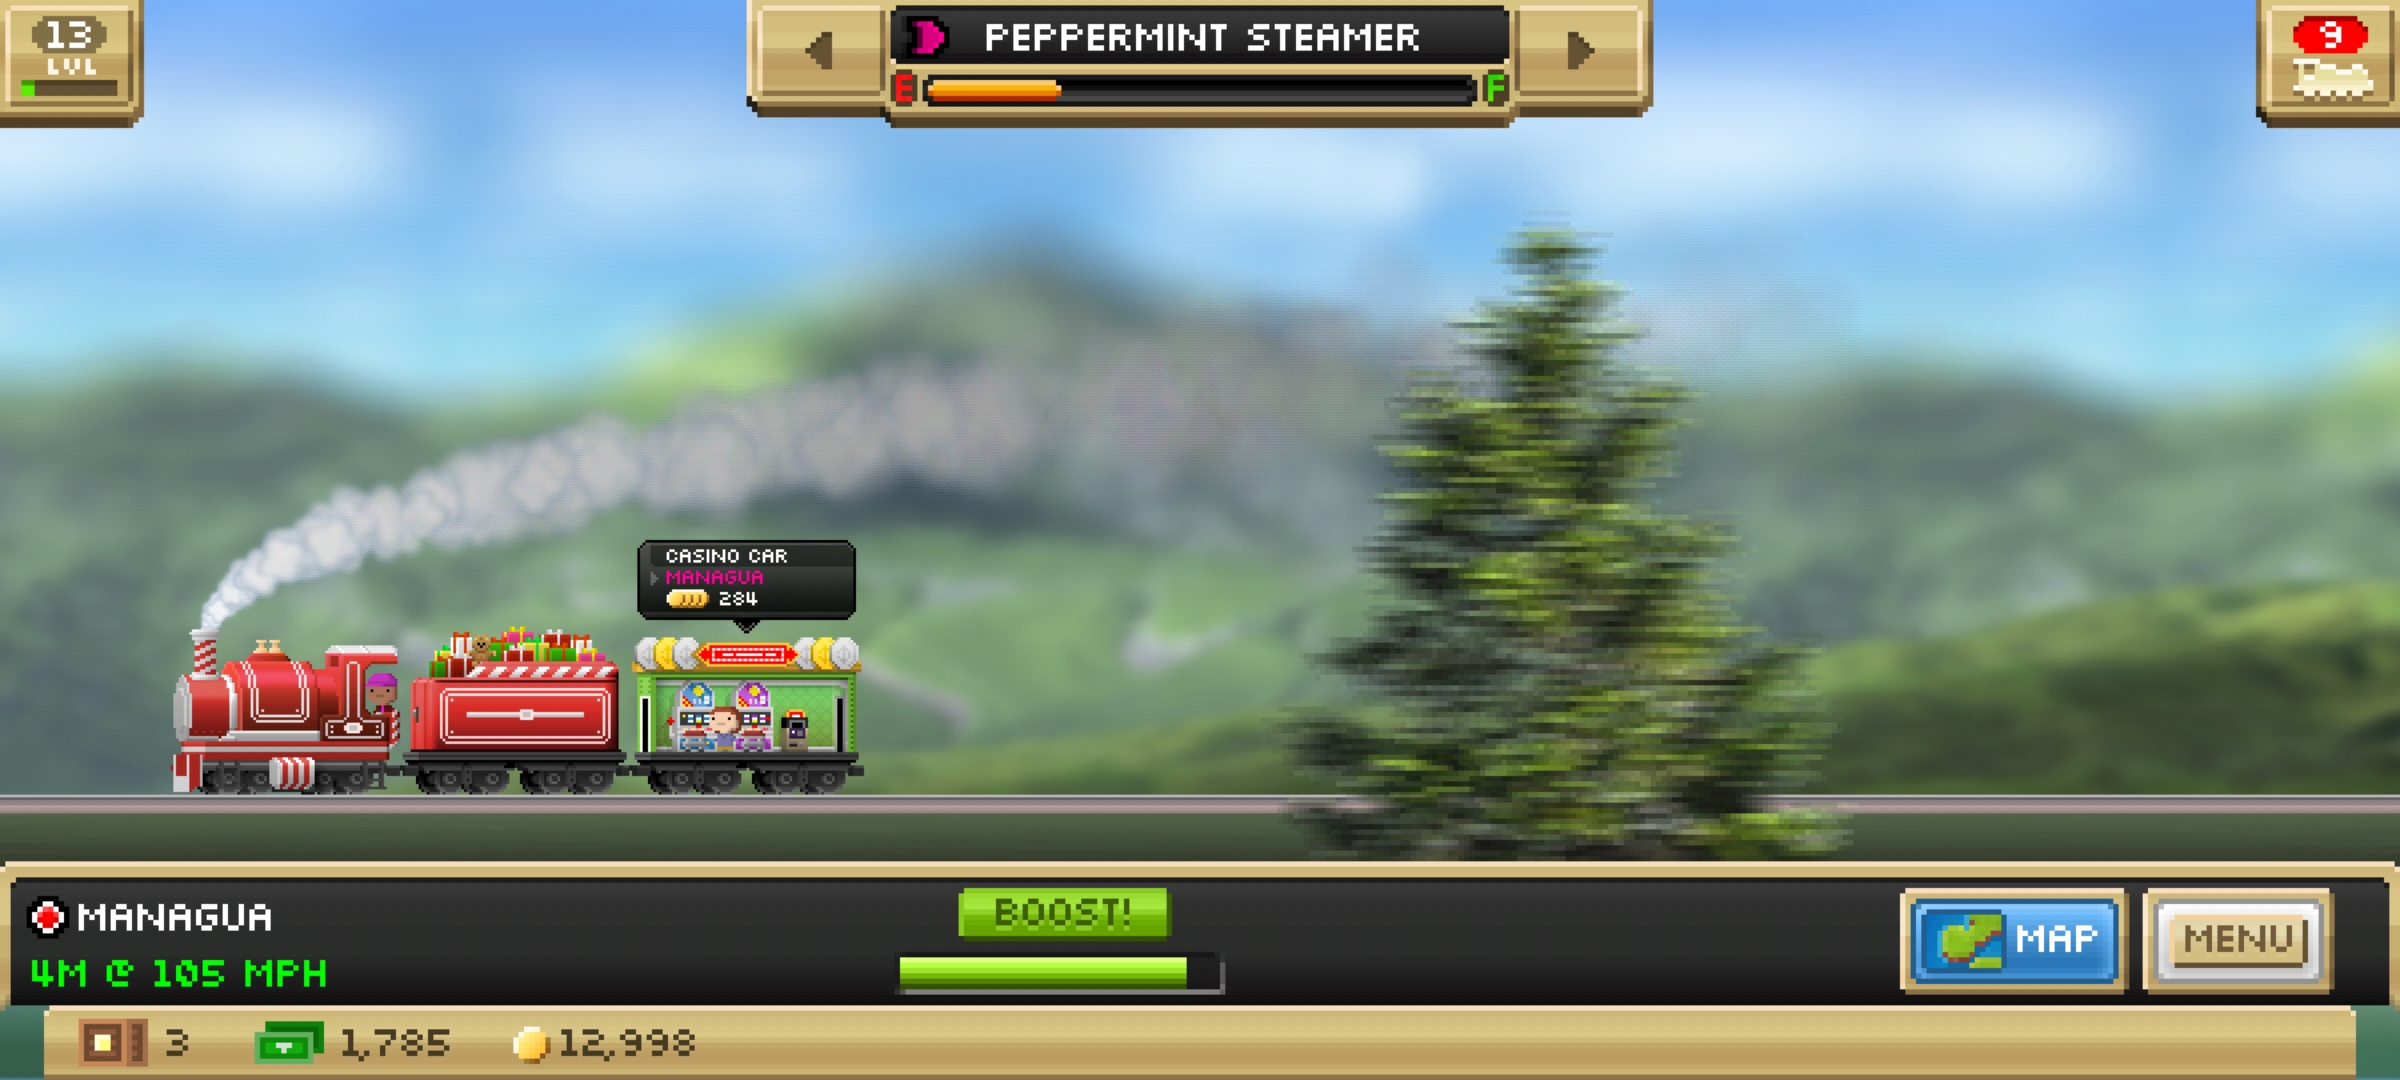 13
LVL
PEPPERMINT STEAMER
E F
9
CASINO CAR
MANAGUA
284
MANAGUA
4M @ 105 MPH
BOOST!
MAP
MENU
3
1,785
12,998